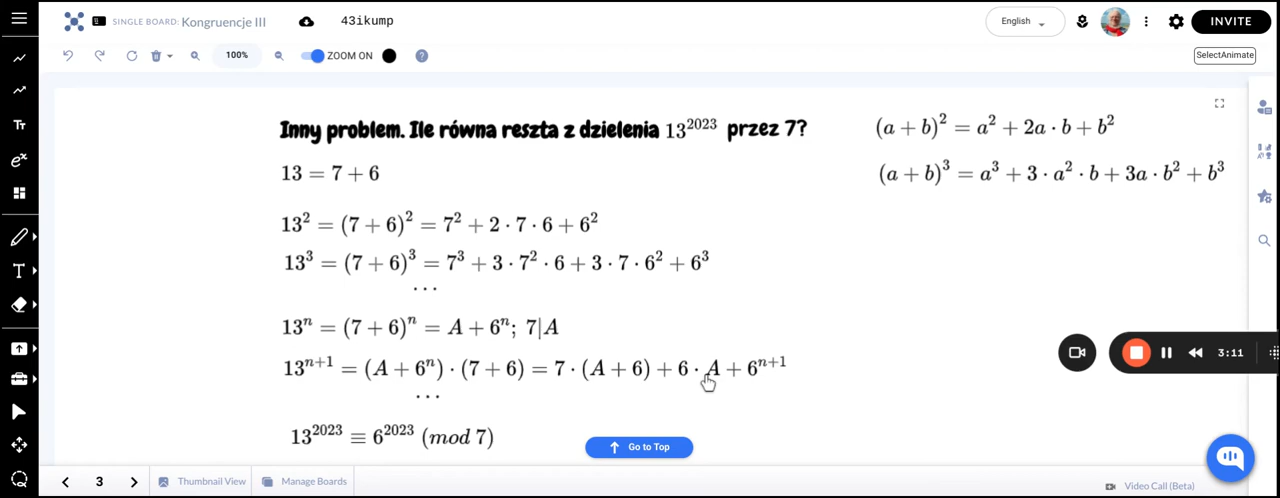 SINGLE BOARD: Kongruencje III
43ikump
English
INVITE
100%
ZOOM ON
SelectAnimate
Inny problem. Ile równa reszta z dzielenia 13^2023 przez 7?
(a + b)^2 = a^2 + 2a · b + b^2
13 = 7 + 6
(a + b)^3 = a^3 + 3 · a^2 · b + 3a · b^2 + b^3
13^2 = (7 + 6)^2 = 7^2 + 2 · 7 · 6 + 6^2
13^3 = (7 + 6)^3 = 7^3 + 3 · 7^2 · 6 + 3 · 7 · 6^2 + 6^3
...
13^n = (7 + 6)^n = A + 6^n; 7|A
13^{n+1} = (A + 6^n) · (7 + 6) = 7 · (A + 6) + 6 · A + 6^{n+1}
3:11
...
13^2023 ≡ 6^2023 (mod 7)
Go to Top
3
Thumbnail View
Manage Boards
Video Call (Beta)